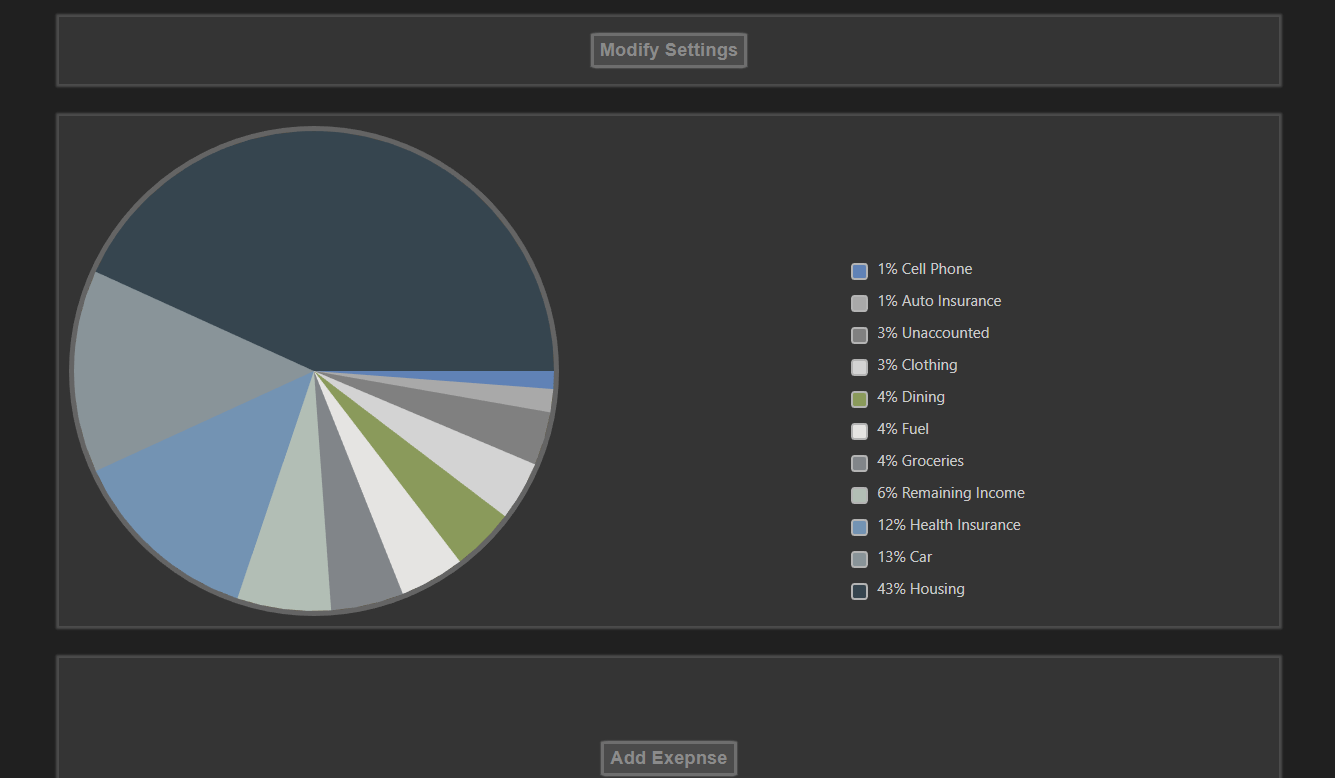 Modify Settings
1% Cell Phone
1% Auto Insurance
3% Unaccounted
3% Clothing
4% Dining
4% Fuel
4% Groceries
6% Remaining Income
12% Health Insurance
13% Car
43% Housing
Add Exepnse